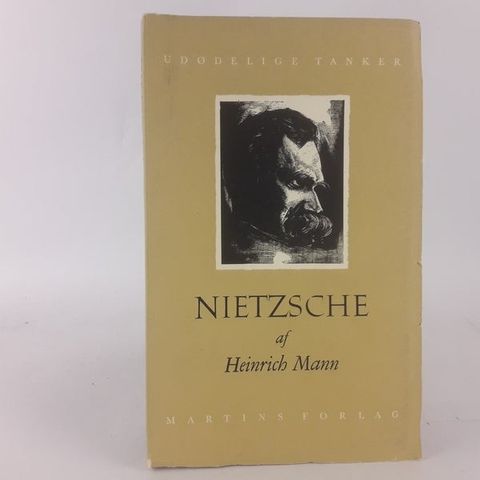 UDØDELIGE TANKER
NIETZSCHE
af
Heinrich Mann
MARTINS FORLAG